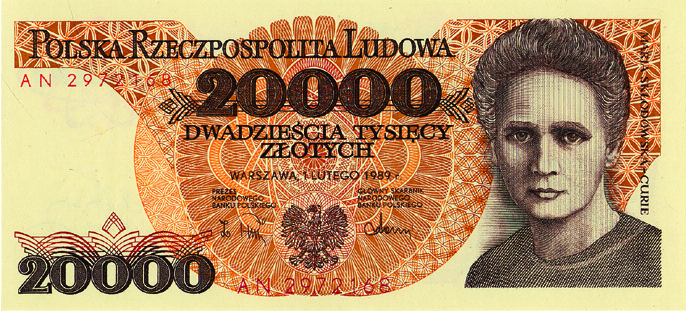 POLSKA RZECZPOSPOLITA LUDOWA
AN 2972168
20000
DWADZIEŚCIA TYSIĘCY
ZŁOTYCH
WARSZAWA, 1 LUTEGO 1989 r.
PREZES
NARODOWEGO
BANKU POLSKIEGO
GŁÓWNY SKARBNIK
NARODOWEGO
BANKU POLSKIEGO
20000
AN 2972168
MARIA SKŁODOWSKA-CURIE